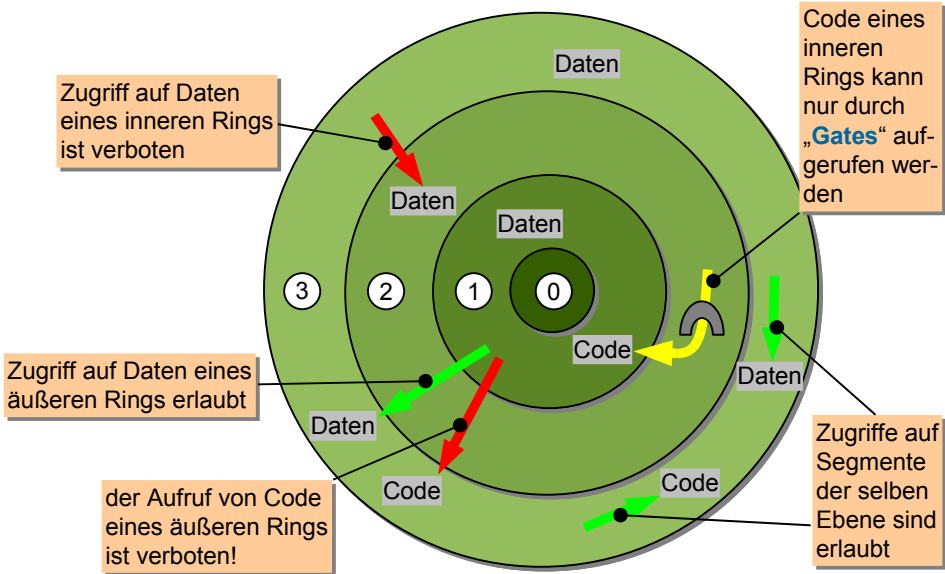 Daten
Code eines
inneren
Rings kann
nur durch
„Gates“ auf-
gerufen wer-
den
Zugriff auf Daten
eines inneren Rings
ist verboten
Daten
Daten
3
2
1
0
Code
Daten
Zugriff auf Daten eines
äußeren Rings erlaubt
Daten
Code
Code
Zugriffe auf
Segmente
der selben
Ebene sind
erlaubt
der Aufruf von Code
eines äußeren Rings
ist verboten!